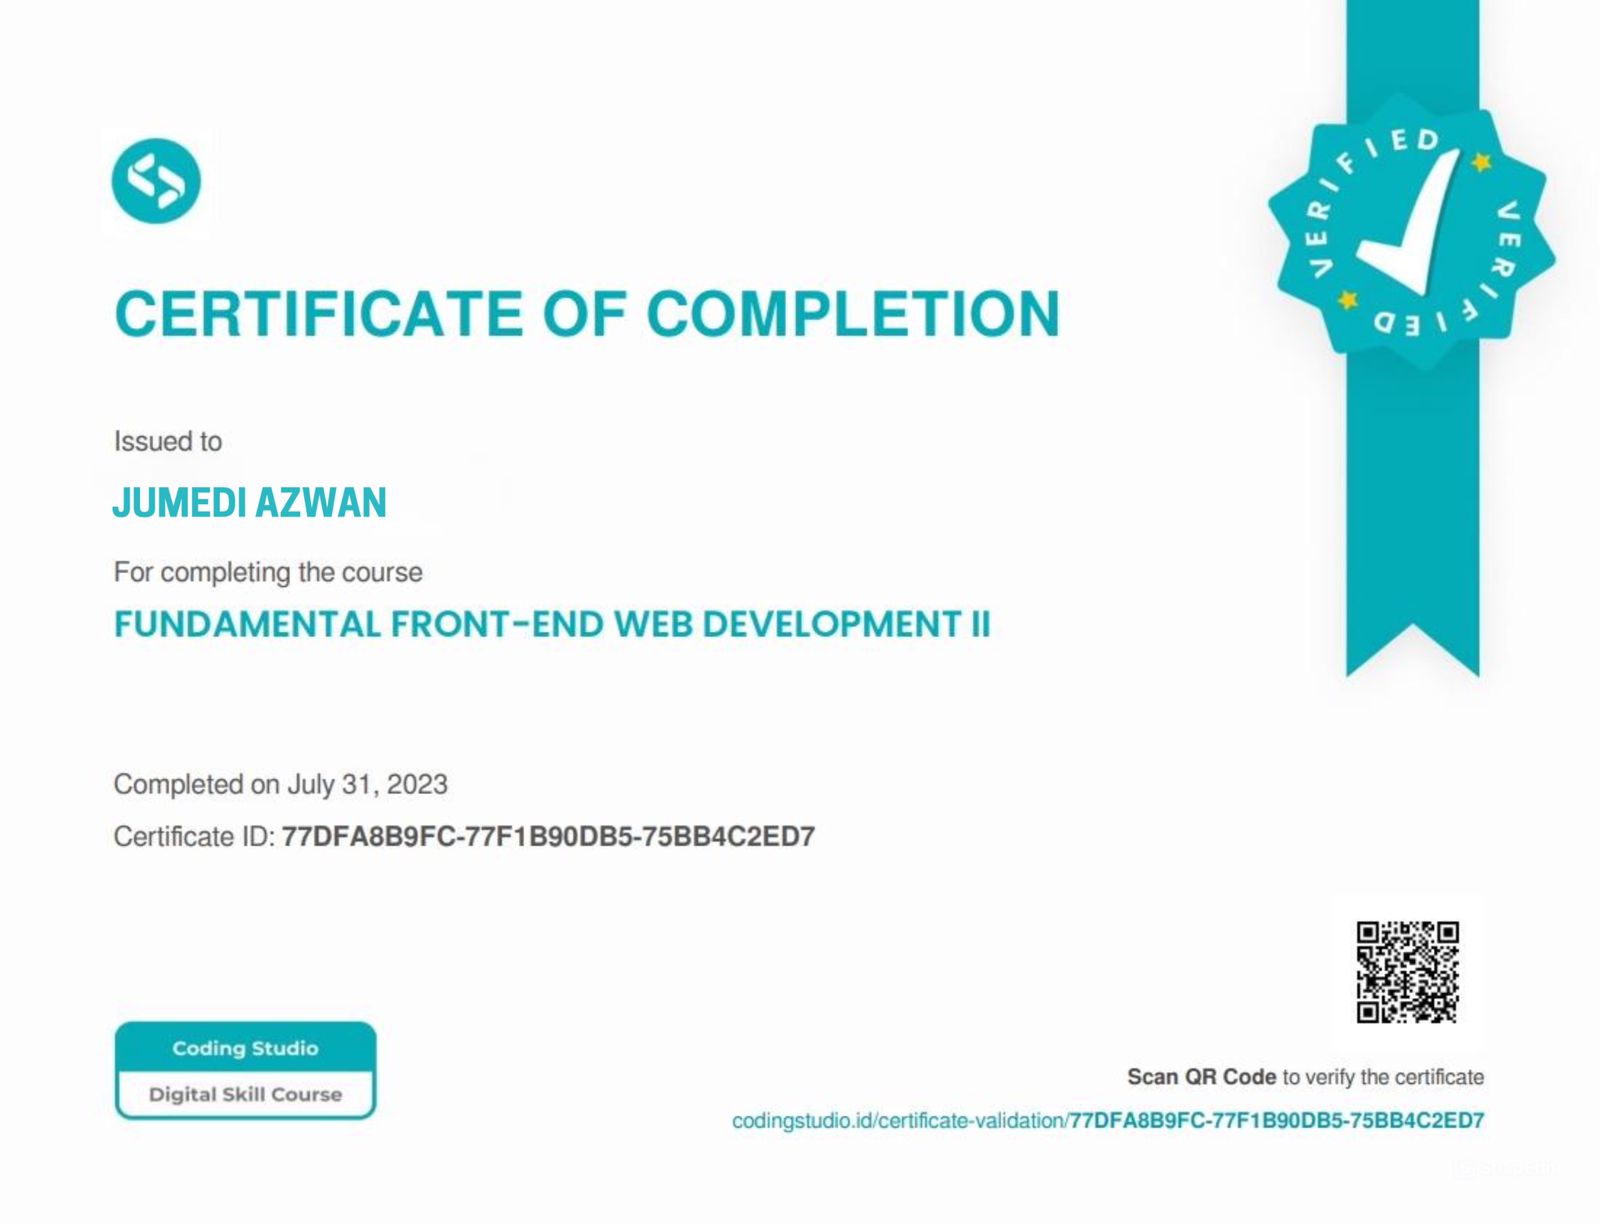 VERIFIED
VERIFIED
CERTIFICATE OF COMPLETION
Issued to
JUMEDI AZWAN
For completing the course
FUNDAMENTAL FRONT-END WEB DEVELOPMENT II
Completed on July 31, 2023
Certificate ID: 77DFA8B9FC-77F1B90DB5-75BB4C2ED7
Coding Studio
Digital Skill Course
Scan QR Code to verify the certificate
codingstudio.id/certificate-validation/77DFA8B9FC-77F1B90DB5-75BB4C2ED7